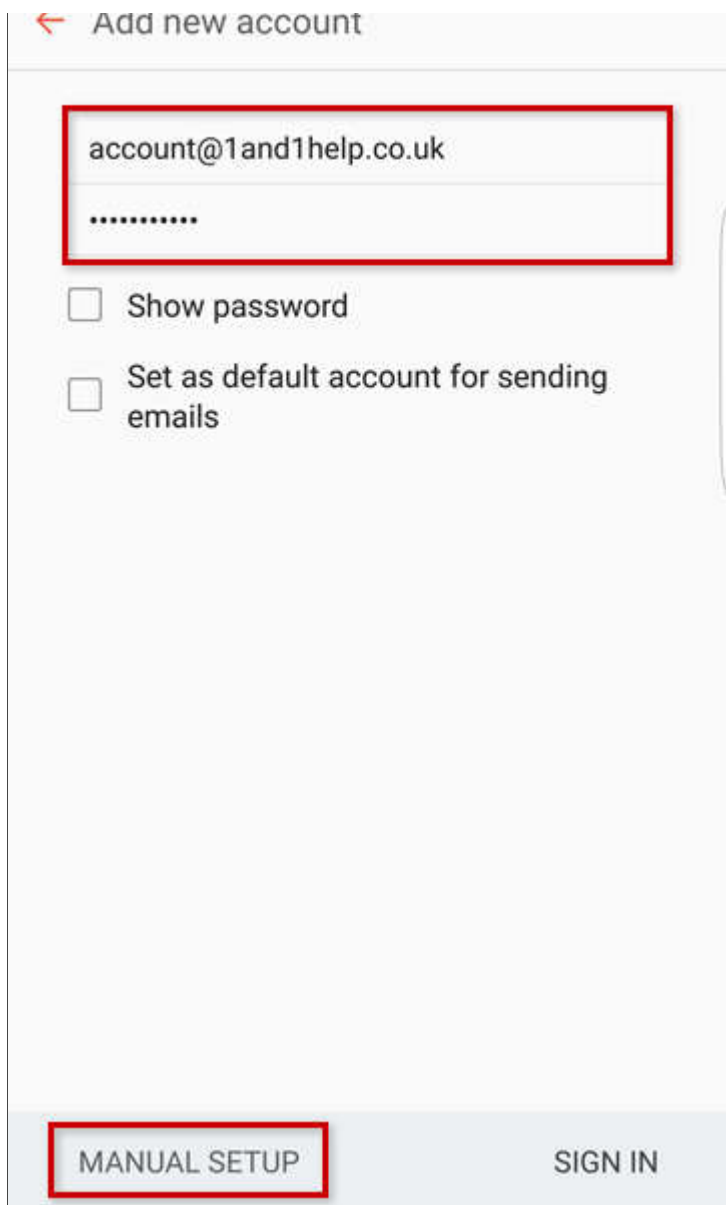 Add new account
account@1and1help.co.uk
•••••••••••
Show password
Set as default account for sending
emails
MANUAL SETUP
SIGN IN